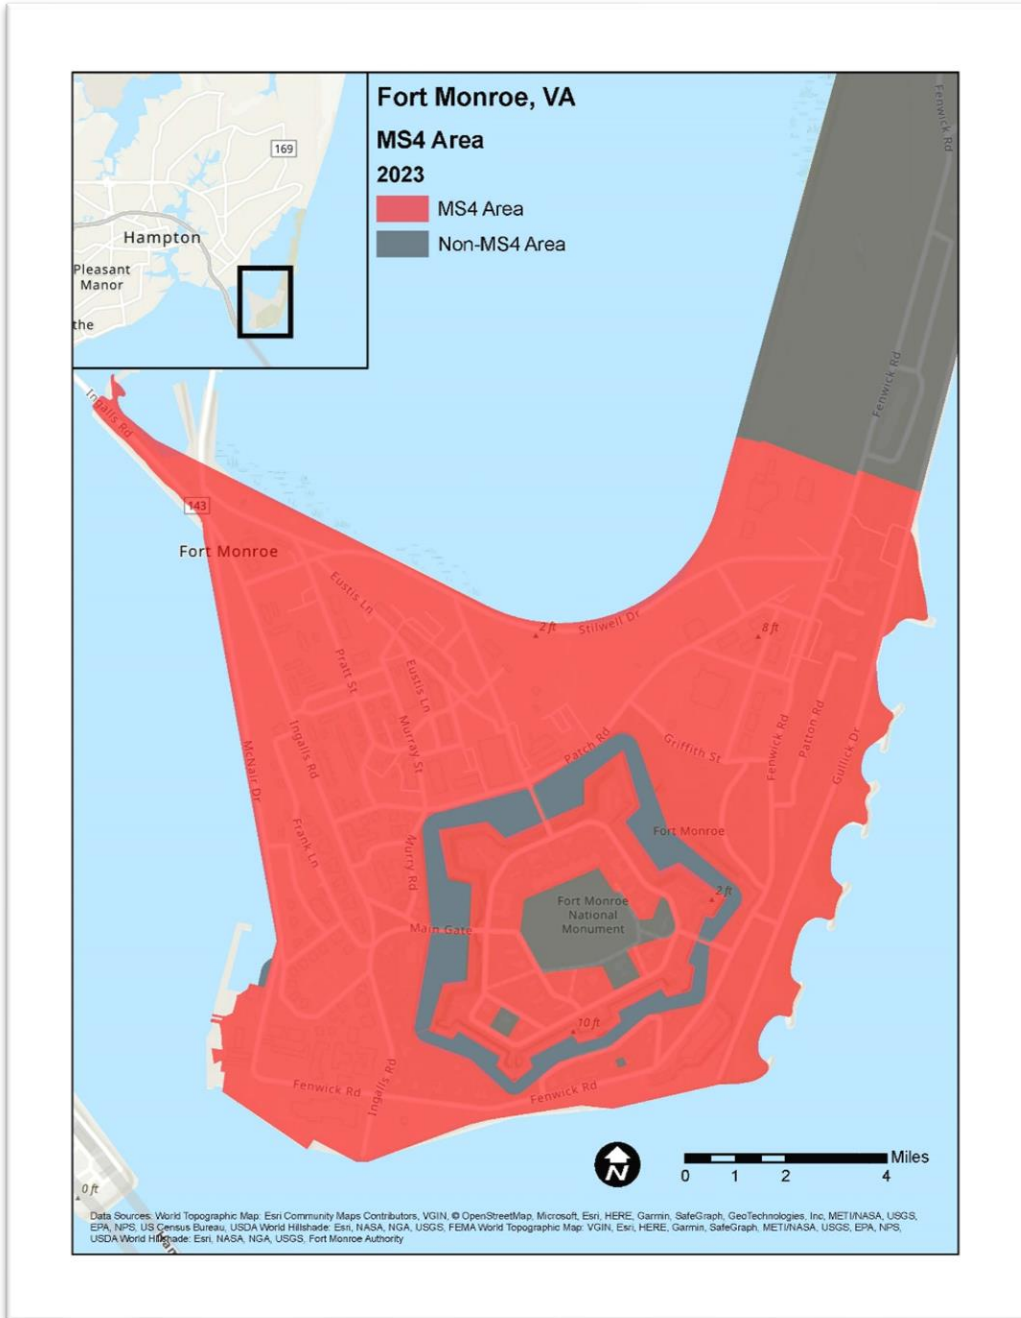 Fort Monroe, VA
MS4 Area
2023
MS4 Area
Non-MS4 Area
169
Hampton
Pleasant
Manor
the
Fenwick Rd
Fenwick Rd
Ingalls Rd
143
Fort Monroe
Eustis Ln
2 ft
Stilwell Dr
8 ft
Pratt St
Eustis Ln
Ingalls Rd
Murray St
McNair Dr
Patch Rd
Griffith St
Fenwick Rd
Patton Rd
Gullick Dr
Frank Ln
Murry Rd
Fort Monroe
2 ft
Fort Monroe
National
Monument
Main Gate
10 ft
Fenwick Rd
Ingalls Rd
Fenwick Rd
N
Miles
0 1 2 4
0 ft
Data Sources: World Topographic Map: Esri Community Maps Contributors, VGIN, © OpenStreetMap, Microsoft, Esri, HERE, Garmin, SafeGraph, GeoTechnologies, Inc, METI/NASA, USGS,
EPA, NPS, US Census Bureau, USDA World Hillshade: Esri, NASA, NGA, USGS, FEMA World Topographic Map: VGIN, Esri, HERE, Garmin, SafeGraph, METI/NASA, USGS, EPA, NPS,
USDA World Hillshade: Esri, NASA, NGA, USGS, Fort Monroe Authority